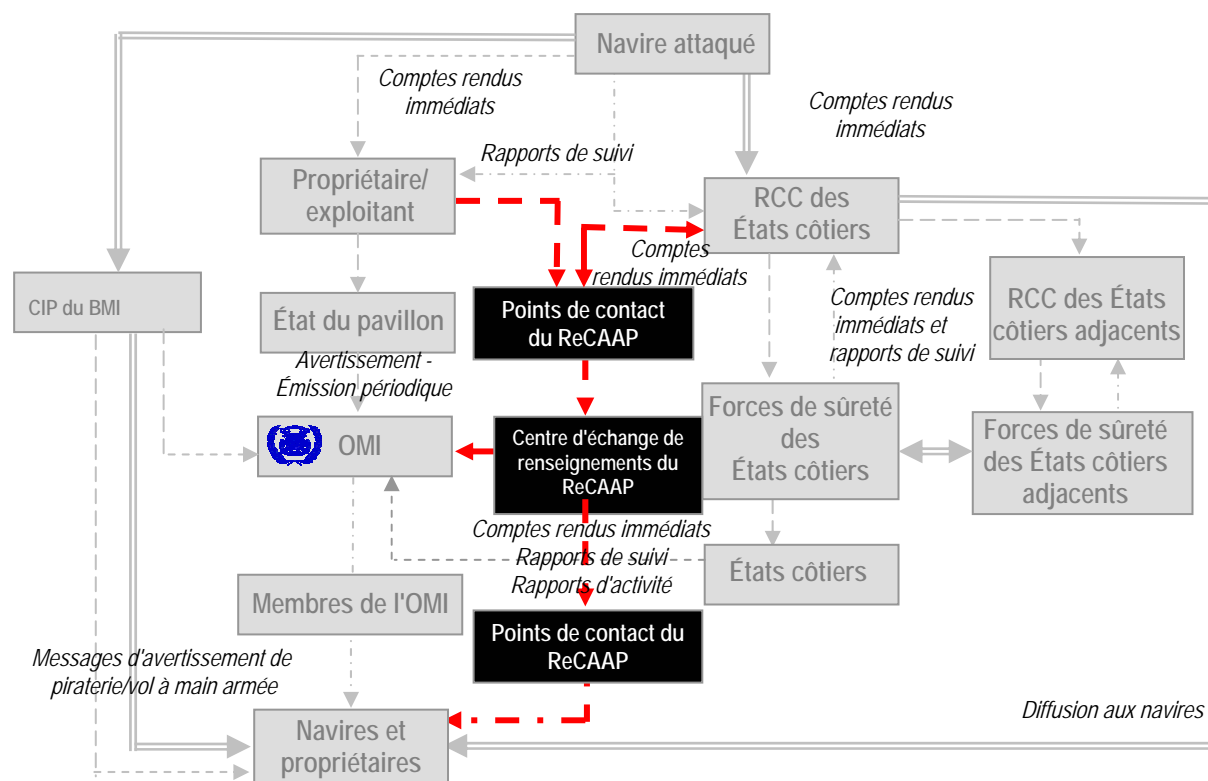 Navire attaqué
Comptes rendus
immédiats
Comptes rendus
immédiats
Rapports de suivi
Propriétaire/
exploitant
RCC des
États côtiers
Comptes
rendus immédiats
CIP du BMI
État du pavillon
Points de contact
du ReCAAP
Comptes rendus
immédiats et
rapports de suivi
RCC des États
côtiers adjacents
Avertissement -
Émission périodique
OMI
Centre d'échange de
renseignements du
ReCAAP
Forces de sûreté
des
États côtiers
Forces de sûreté
des États côtiers
adjacents
Comptes rendus immédiats
Rapports de suivi
Rapports d'activité
États côtiers
Membres de l'OMI
Points de contact du
ReCAAP
Messages d'avertissement de
piraterie/vol à main armée
Navires et
propriétaires
Diffusion aux navires